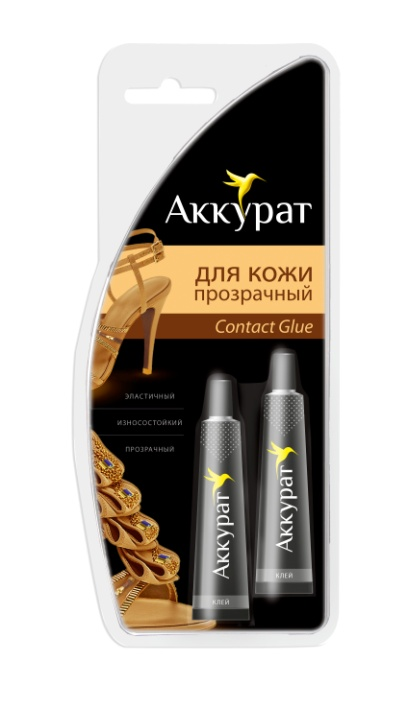 Аккурат
ДЛЯ КОЖИ
прозрачный
Contact Glue
ЭЛАСТИЧНЫЙ
ИЗНОСОСТОЙКИЙ
ПРОЗРАЧНЫЙ
Аккурат
КЛЕЙ
Аккурат
КЛЕЙ